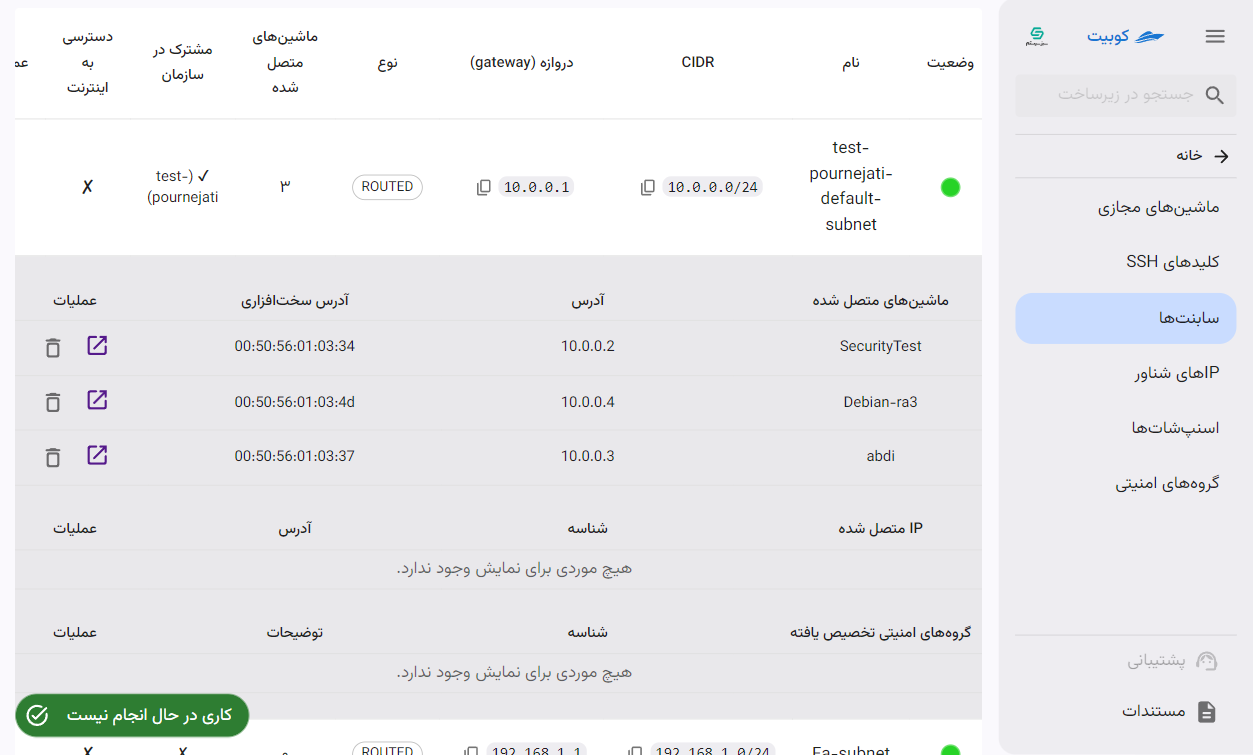 کوبیت
جستجو در زیرساخت
خانه
ماشین‌های مجازی
کلیدهای SSH
سابنت‌ها
IPهای شناور
اسنپ‌شات‌ها
گروه‌های امنیتی
پشتیبانی
مستندات
وضعیت
نام
CIDR
دروازه (gateway)
نوع
ماشین‌های
متصل
شده
مشترک در
سازمان
دسترسی
به
اینترنت
test-
pournejati-
default-
subnet
10.0.0.0/24
10.0.0.1
ROUTED
۳
✓ (test-
pournejati)
✗
ماشین‌های متصل شده
آدرس
آدرس سخت‌افزاری
عملیات
SecurityTest
10.0.0.2
00:50:56:01:03:34
Debian-ra3
10.0.0.4
00:50:56:01:03:4d
abdi
10.0.0.3
00:50:56:01:03:37
IP متصل شده
شناسه
آدرس
عملیات
هیچ موردی برای نمایش وجود ندارد.
گروه‌های امنیتی تخصیص یافته
شناسه
توضیحات
عملیات
هیچ موردی برای نمایش وجود ندارد.
Fa-subnet
192.168.1.0/24
192.168.1.1
ROUTED
✗
✗
کاری در حال انجام نیست